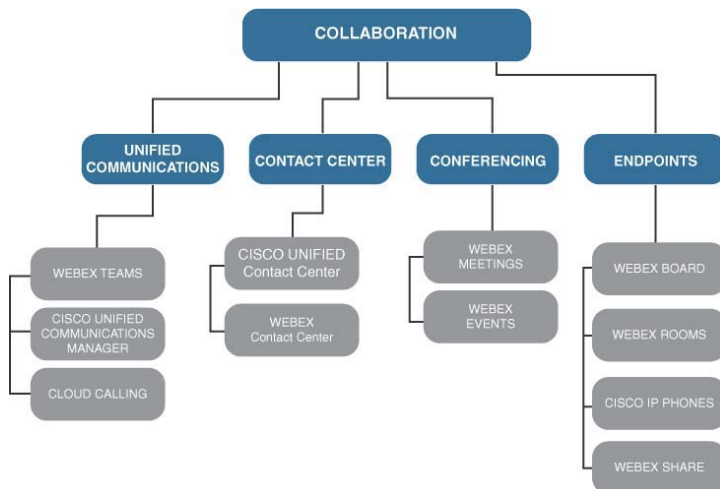 COLLABORATION
UNIFIED
COMMUNICATIONS
CONTACT CENTER
CONFERENCING
ENDPOINTS
WEBEX TEAMS
CISCO UNIFIED
COMMUNICATIONS
MANAGER
CLOUD CALLING
CISCO UNIFIED
Contact Center
WEBEX
Contact Center
WEBEX
MEETINGS
WEBEX
EVENTS
WEBEX BOARD
WEBEX ROOMS
CISCO IP PHONES
WEBEX SHARE